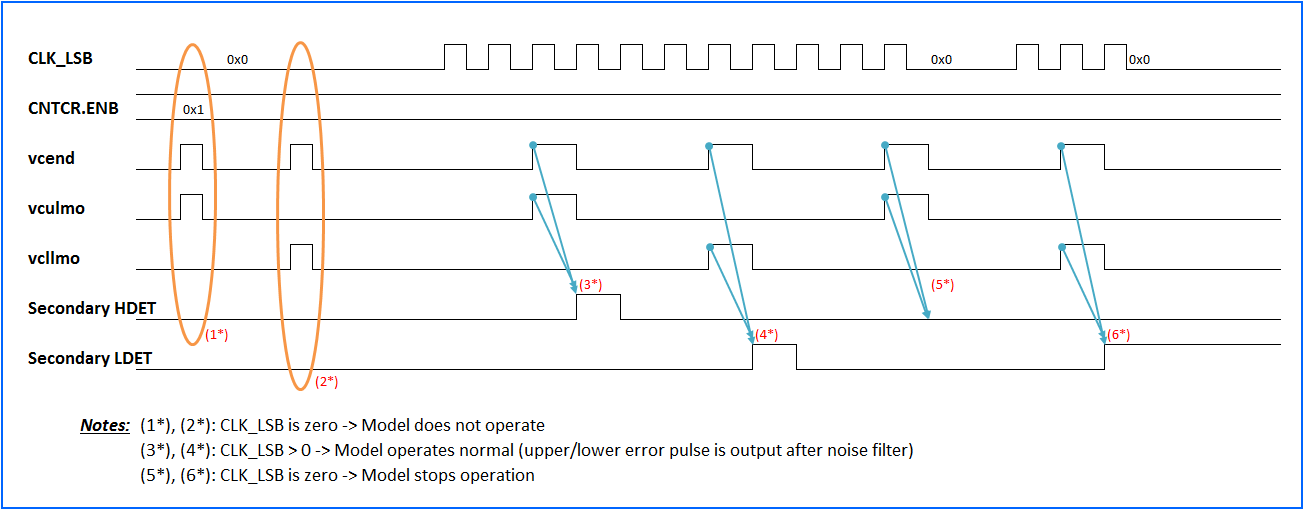 CLK_LSB 0x0 0x0 0x0
CNTCR.ENB 0x1
vcend
vculmo
vcllmo
(3*) (5*)
Secondary HDET
(1*) (4*) (6*)
Secondary LDET
(2*)
Notes: (1*), (2*): CLK_LSB is zero -> Model does not operate
(3*), (4*): CLK_LSB > 0 -> Model operates normal (upper/lower error pulse is output after noise filter)
(5*), (6*): CLK_LSB is zero -> Model stops operation